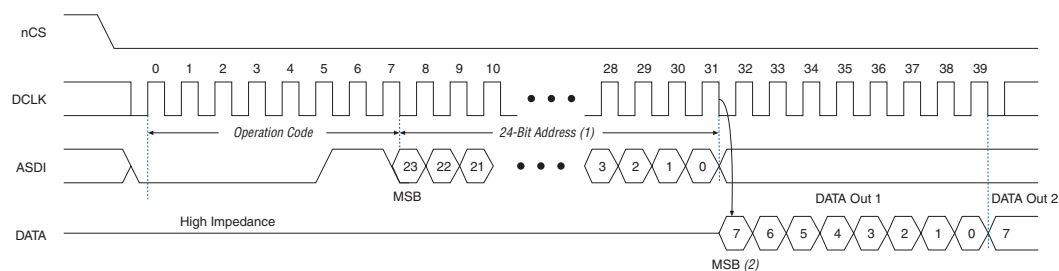 nCS
0 1 2 3 4 5 6 7 8 9 10 28 29 30 31 32 33 34 35 36 37 38 39
DCLK
Operation Code 24-Bit Address (1)
ASDI 23 22 21 3 2 1 0
MSB
DATA Out 1 DATA Out 2
High Impedance
DATA 7 6 5 4 3 2 1 0 7
MSB (2)